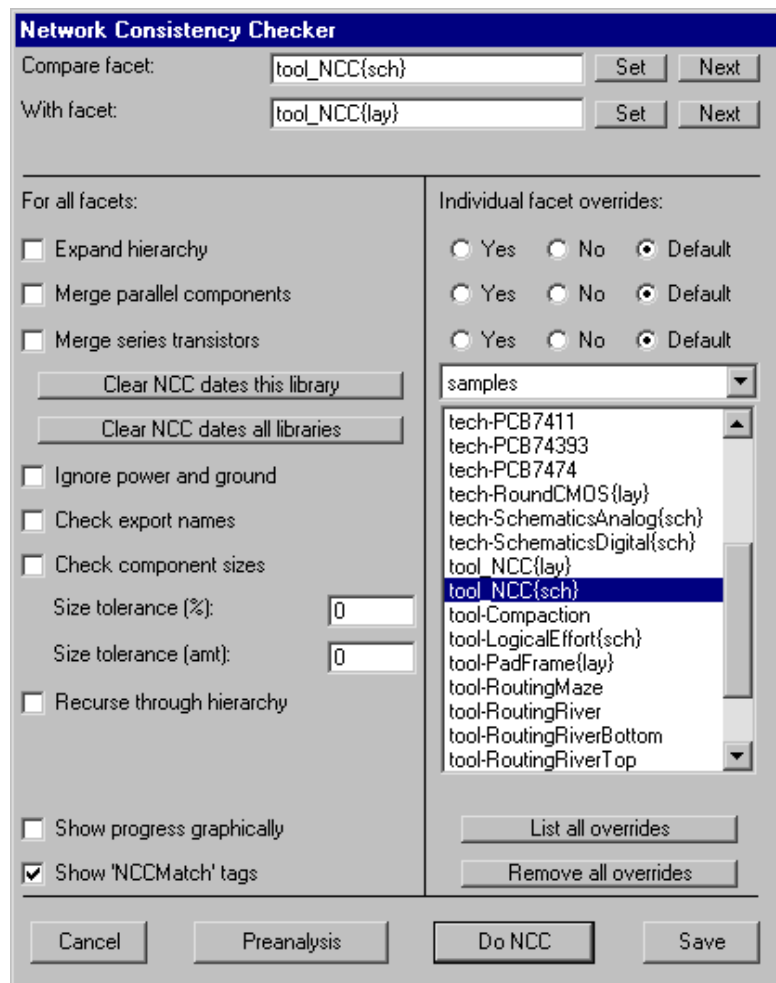 Network Consistency Checker
Compare facet: tool_NCC{sch} Set Next
With facet: tool_NCC{lay} Set Next
For all facets:
Expand hierarchy
Merge parallel components
Merge series transistors
Clear NCC dates this library
Clear NCC dates all libraries
Ignore power and ground
Check export names
Check component sizes
Size tolerance (%): 0
Size tolerance (amt): 0
Recurse through hierarchy
Show progress graphically
Show 'NCCMatch' tags
Individual facet overrides:
Yes No Default
Yes No Default
Yes No Default
samples
tech-PCB7411
tech-PCB74393
tech-PCB7474
tech-RoundCMOS{lay}
tech-SchematicsAnalog{sch}
tech-SchematicsDigital{sch}
tool_NCC{lay}
tool_NCC{sch}
tool-Compaction
tool-LogicalEffort{sch}
tool-PadFrame{lay}
tool-RoutingMaze
tool-RoutingRiver
tool-RoutingRiverBottom
tool-RoutingRiverTop
List all overrides
Remove all overrides
Cancel Preanalysis Do NCC Save